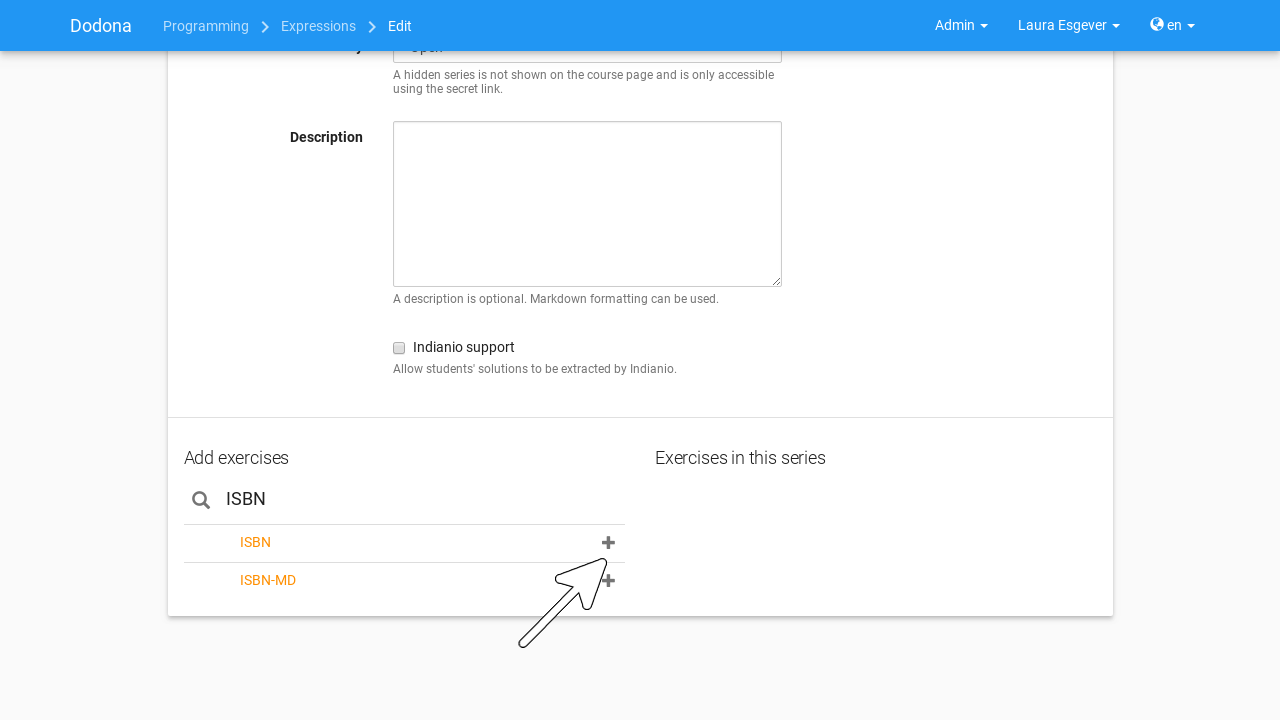 Dodona Programming Expressions Edit Admin Laura Esgever en
A hidden series is not shown on the course page and is only accessible
using the secret link.
Description
A description is optional. Markdown formatting can be used.
Indianio support
Allow students' solutions to be extracted by Indianio.
Add exercises
Exercises in this series
ISBN
ISBN
ISBN-MD